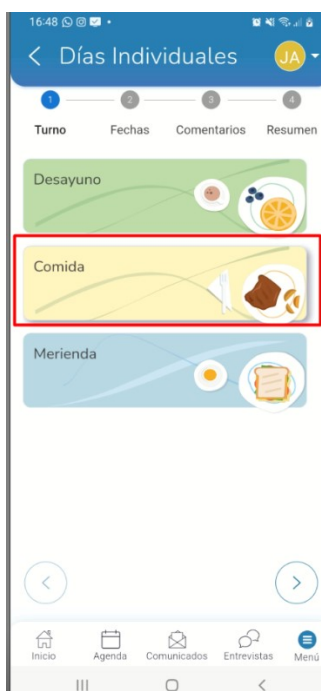 16:48
Días Individuales
JA
1 2 3 4
Turno Fechas Comentarios Resumen
Desayuno
Comida
Merienda
Inicio Agenda Comunicados Entrevistas Menú